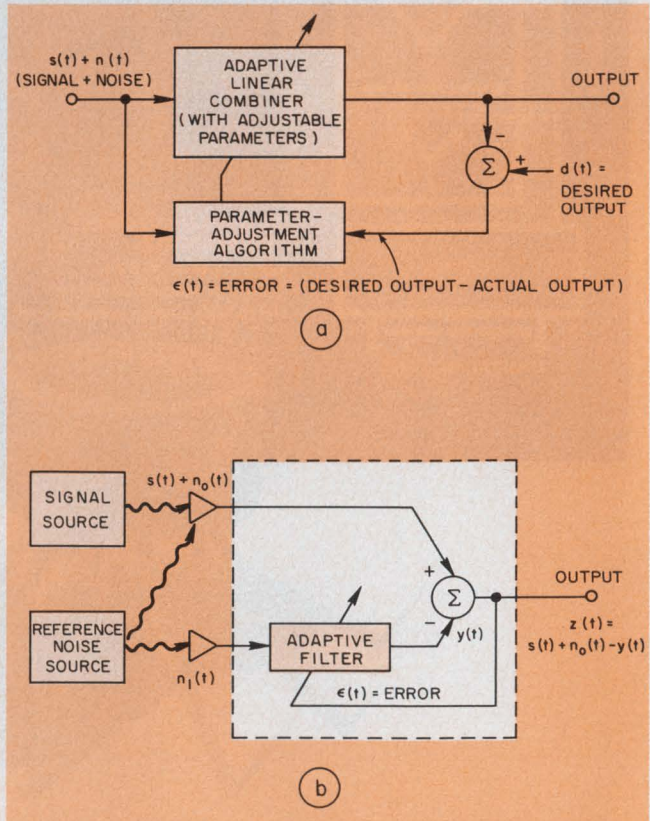 s(t) + n(t)
(SIGNAL + NOISE)
ADAPTIVE
LINEAR
COMBINER
(WITH ADJUSTABLE
PARAMETERS)
OUTPUT
−
Σ
+
d(t) =
DESIRED
OUTPUT
PARAMETER-
ADJUSTMENT
ALGORITHM
ϵ(t) = ERROR = (DESIRED OUTPUT − ACTUAL OUTPUT)
a
SIGNAL
SOURCE
s(t) + n₀(t)
+
Σ
−
OUTPUT
z(t) =
s(t) + n₀(t) − y(t)
REFERENCE
NOISE
SOURCE
n₁(t)
ADAPTIVE
FILTER
y(t)
ϵ(t) = ERROR
b